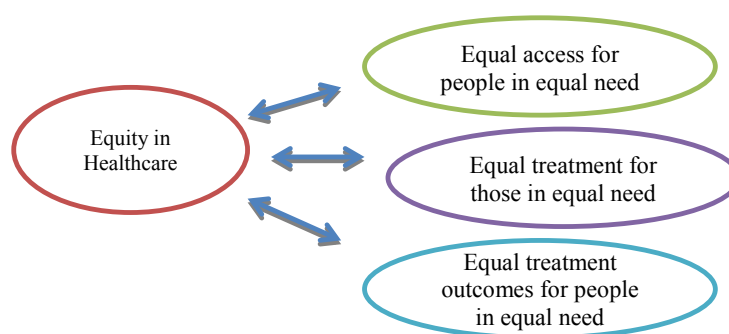 Equity in
Healthcare
Equal access for
people in equal need
Equal treatment for
those in equal need
Equal treatment
outcomes for people
in equal need